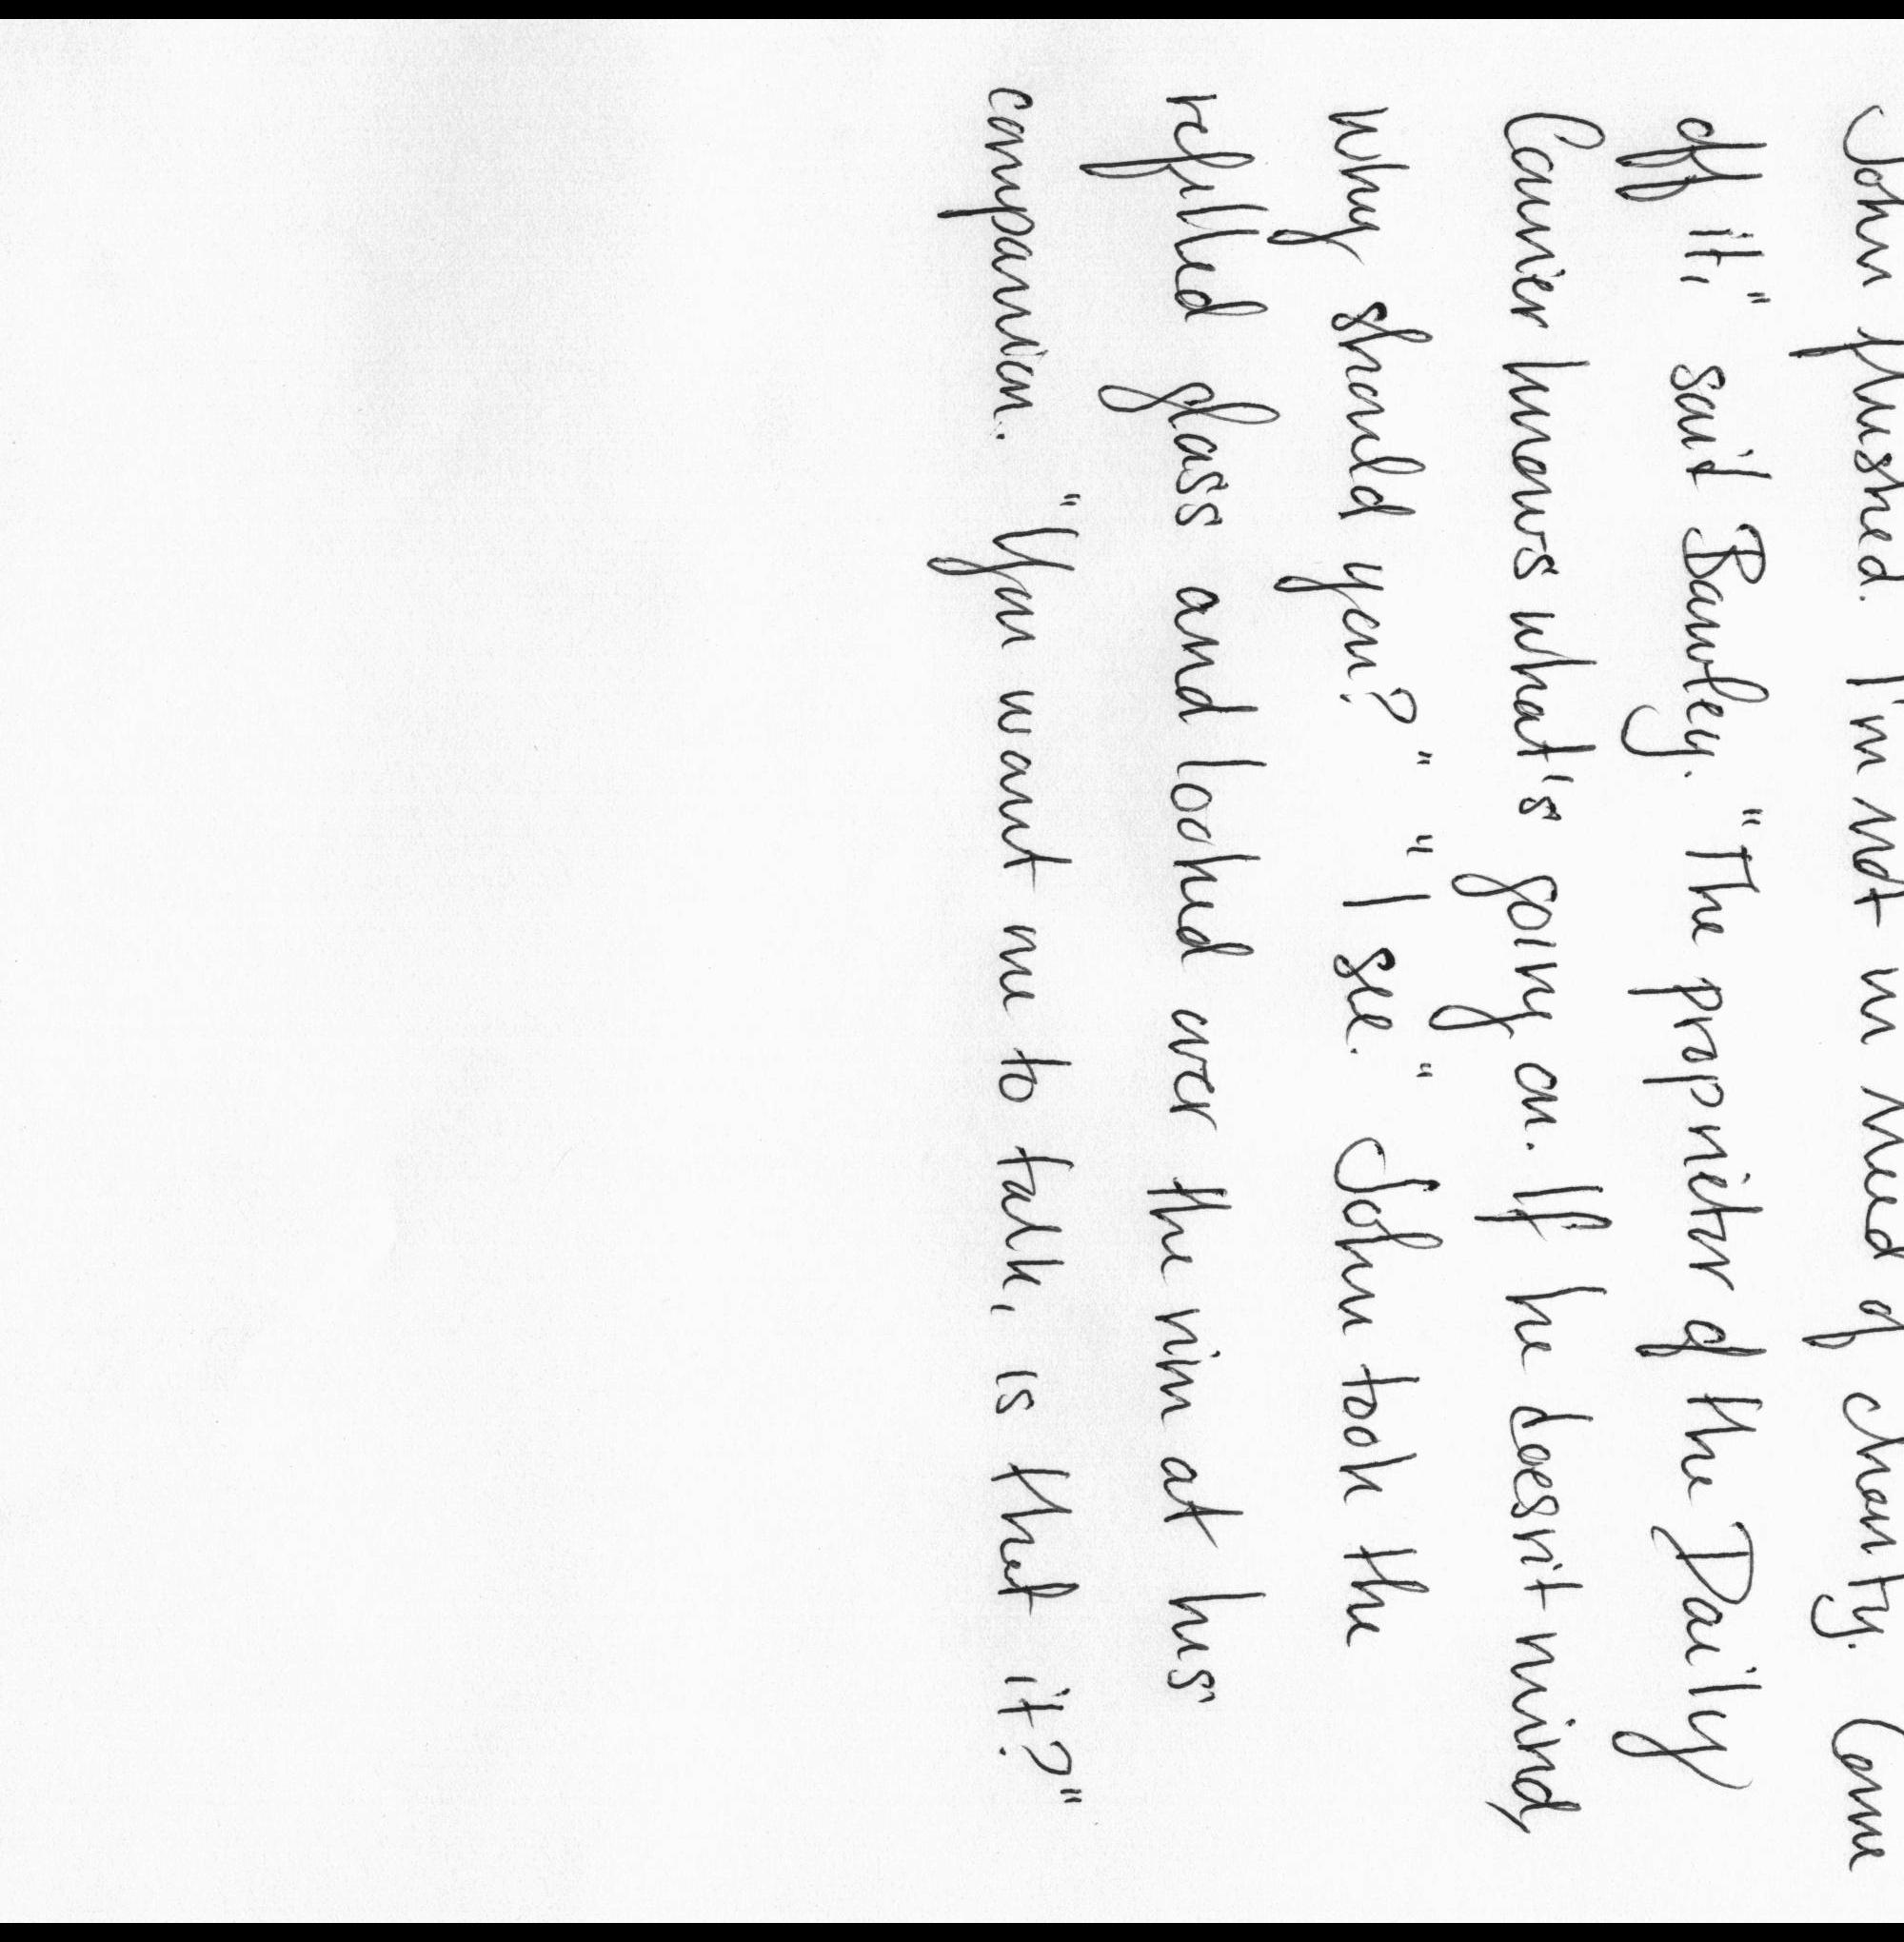 John flushed. I'm not in need of charity. Come
off it," said Bawley. "The proprietor of the Daily
Courier knows what's going on. If he doesn't mind,
why should you?" "I see." John took the
refilled glass and looked over the rim at his
companion. "You want me to talk, is that it?"